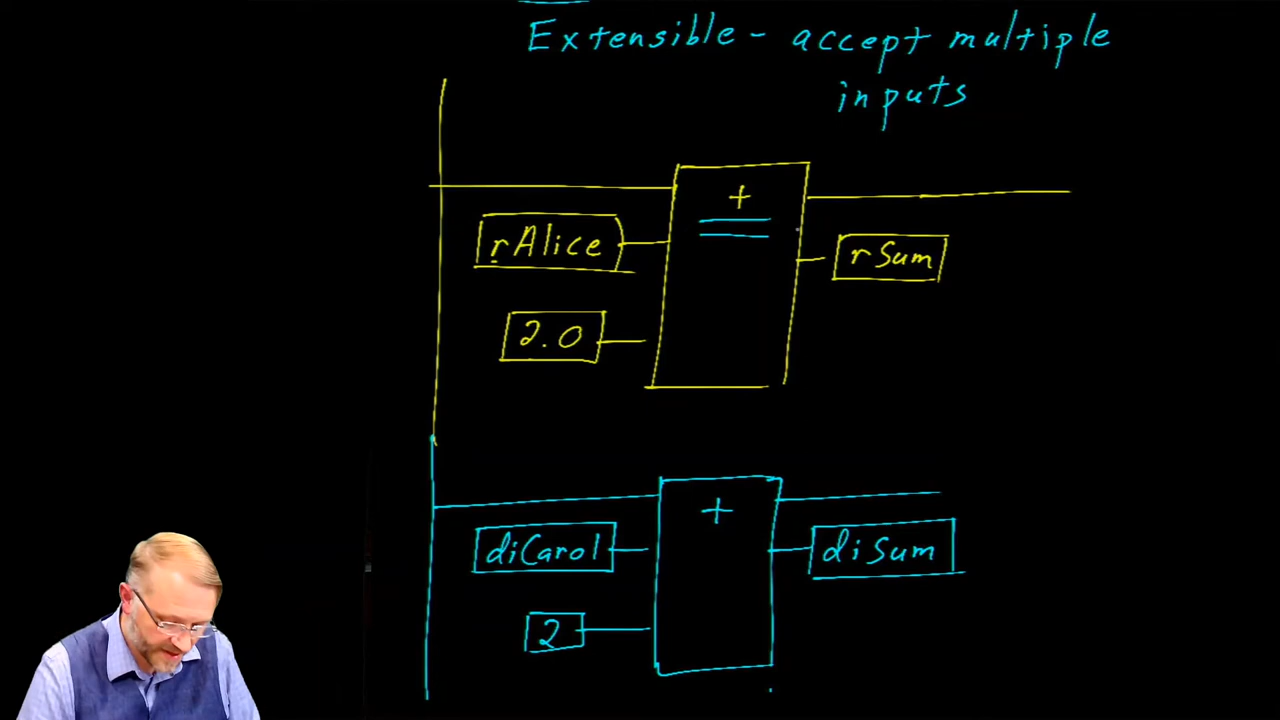 Extensible - accept multiple
inputs
+
rAlice
rSum
2.0
+
diCarol
diSum
2